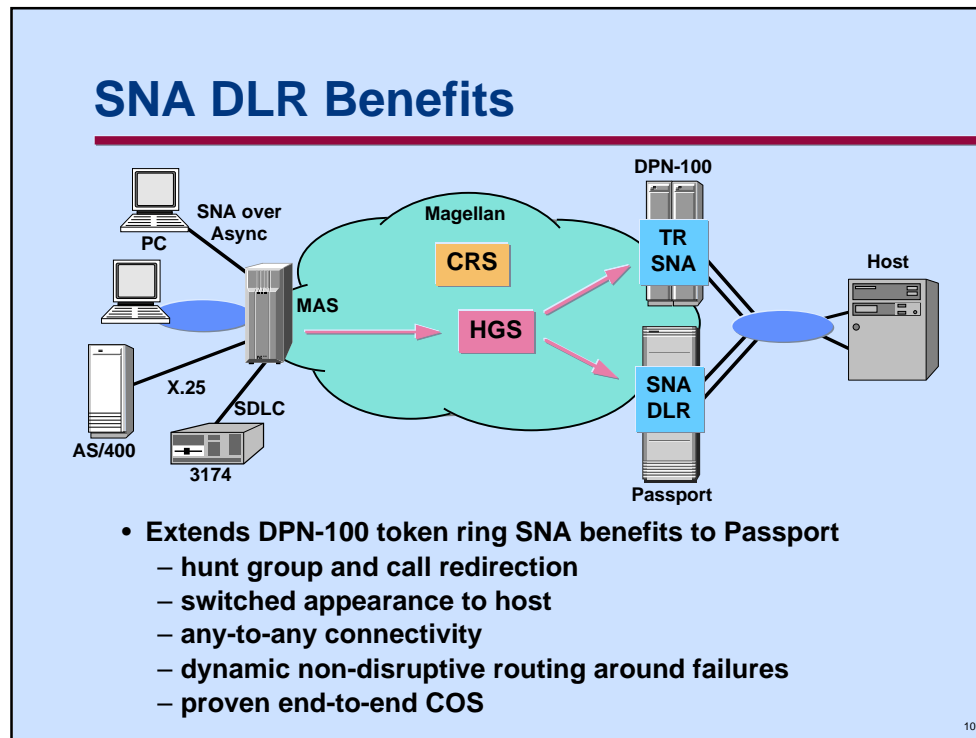 SNA DLR Benefits
DPN-100
SNA over
Async
PC
Magellan
TR
SNA
CRS
Host
MAS
HGS
X.25
SNA
DLR
SDLC
AS/400
3174
Passport
• Extends DPN-100 token ring SNA benefits to Passport
– hunt group and call redirection
– switched appearance to host
– any-to-any connectivity
– dynamic non-disruptive routing around failures
– proven end-to-end COS
10